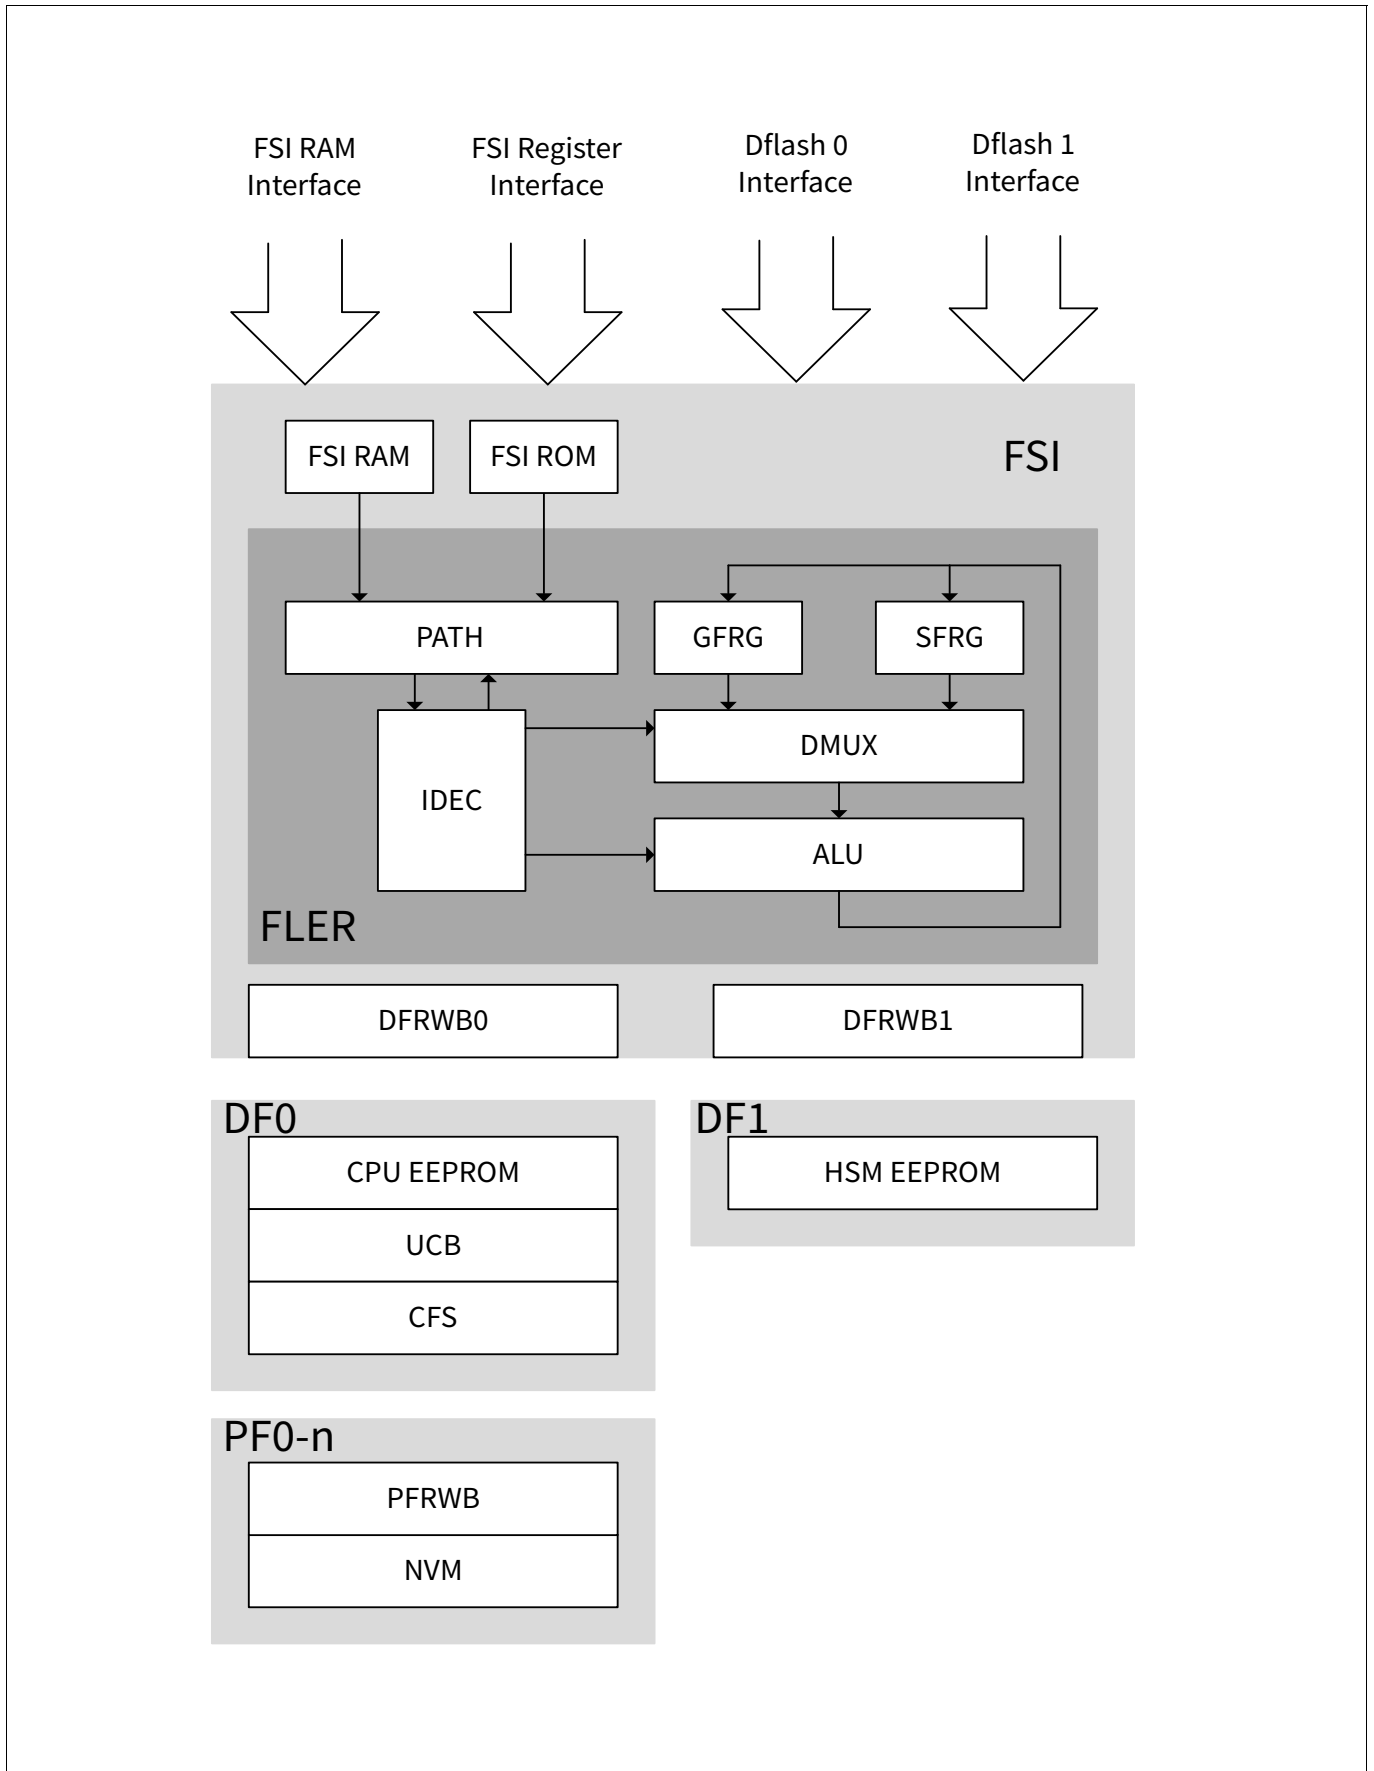 FSI RAM
Interface
FSI Register
Interface
Dflash 0
Interface
Dflash 1
Interface
FSI RAM
FSI ROM
FSI
PATH
GFRG
SFRG
DMUX
IDEC
ALU
FLER
DFRWB0
DFRWB1
DF0
DF1
CPU EEPROM
HSM EEPROM
UCB
CFS
PF0-n
PFRWB
NVM